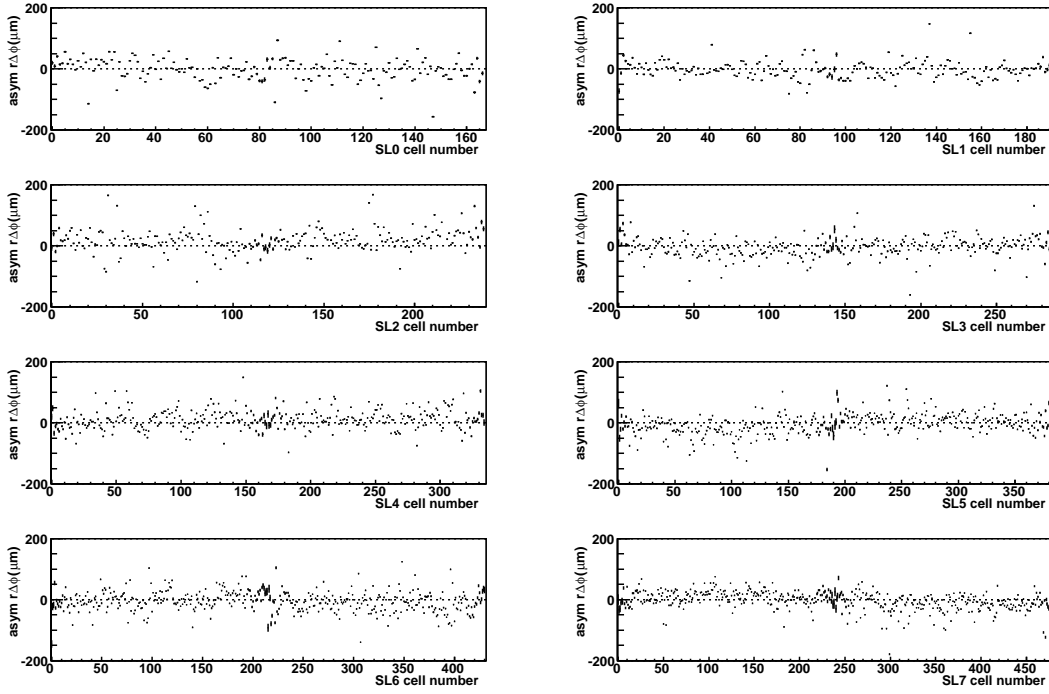 asym rΔϕ(μm)
200
0
-200
0 20 40 60 80 100 120 140 160
SL0 cell number
asym rΔϕ(μm)
200
0
-200
0 20 40 60 80 100 120 140 160 180
SL1 cell number
asym rΔϕ(μm)
200
0
-200
0 50 100 150 200
SL2 cell number
asym rΔϕ(μm)
200
0
-200
0 50 100 150 200 250
SL3 cell number
asym rΔϕ(μm)
200
0
-200
0 50 100 150 200 250 300
SL4 cell number
asym rΔϕ(μm)
200
0
-200
0 50 100 150 200 250 300 350
SL5 cell number
asym rΔϕ(μm)
200
0
-200
0 50 100 150 200 250 300 350 400
SL6 cell number
asym rΔϕ(μm)
200
0
-200
0 50 100 150 200 250 300 350 400 450
SL7 cell number